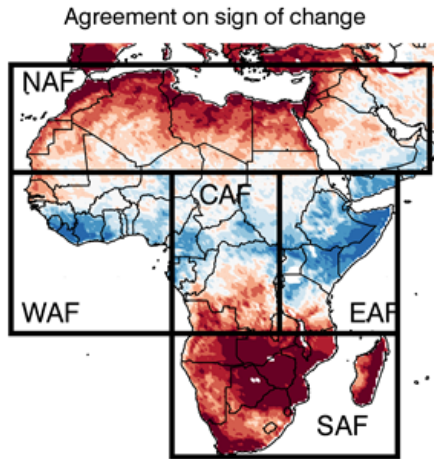 Agreement on sign of change
NAF
CAF
WAF
EAF
SAF